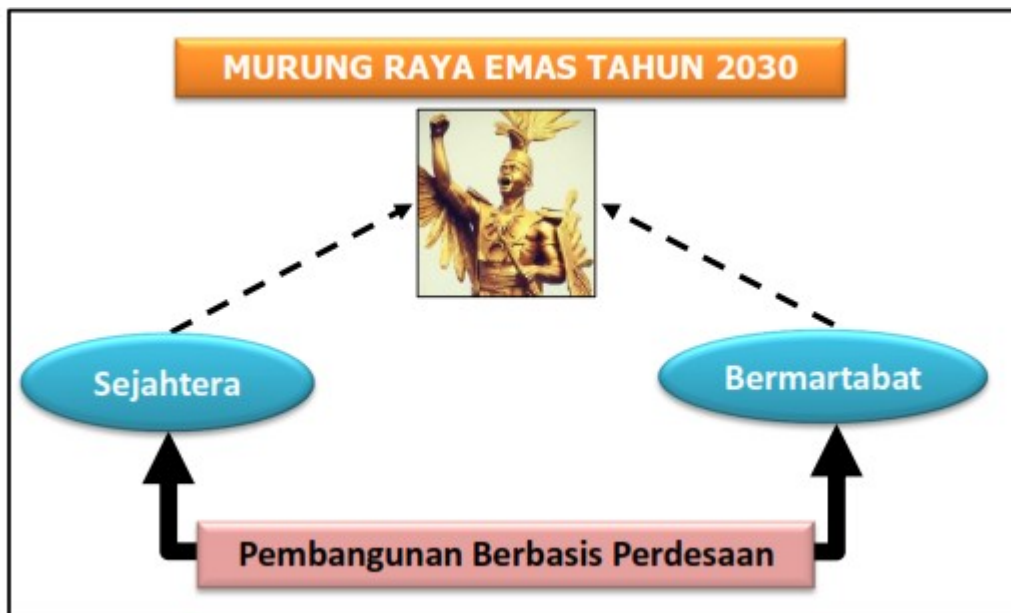 MURUNG RAYA EMAS TAHUN 2030
Sejahtera
Bermartabat
Pembangunan Berbasis Perdesaan